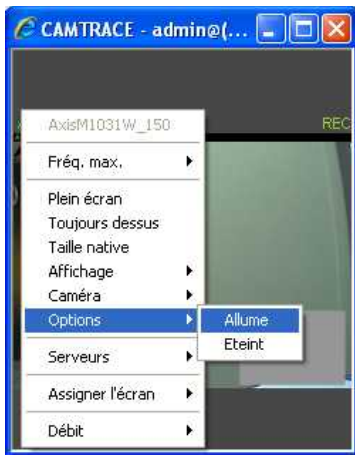 CAMTRACE - admin@(...
AxisM1031W_150
REC
Fréq. max.
Plein écran
Toujours dessus
Taille native
Affichage
Caméra
Options
Allume
Eteint
Serveurs
Assigner l'écran
Débit